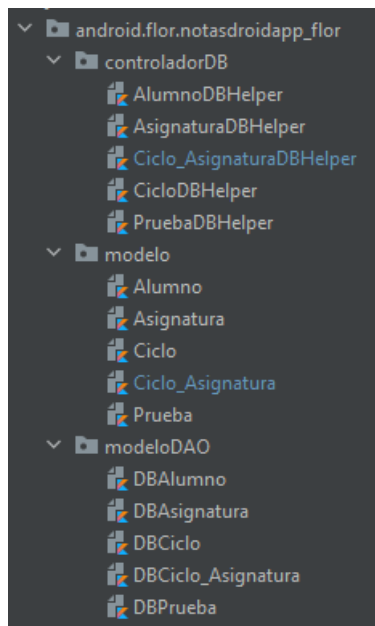 android.flor.notasdroidapp_flor
controladorDB
AlumnoDBHelper
AsignaturaDBHelper
Ciclo_AsignaturaDBHelper
CicloDBHelper
PruebaDBHelper
modelo
Alumno
Asignatura
Ciclo
Ciclo_Asignatura
Prueba
modeloDAO
DBAlumno
DBAsignatura
DBCiclo
DBCiclo_Asignatura
DBPrueba